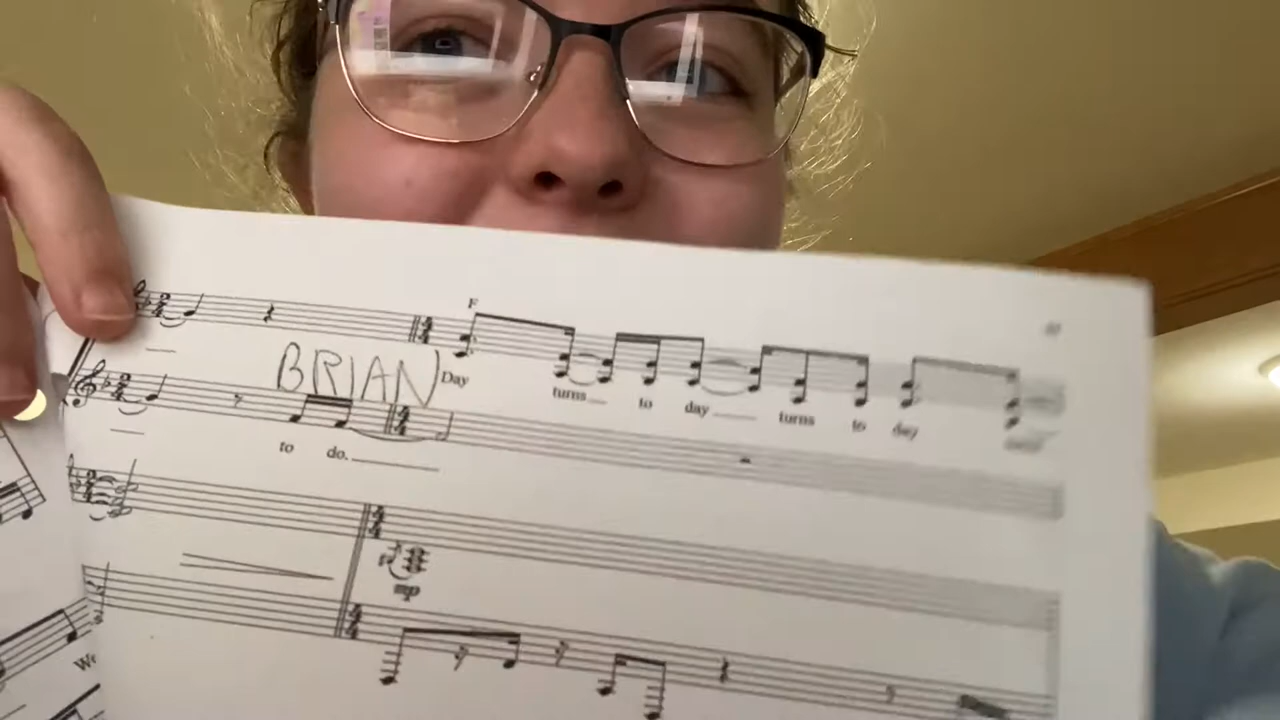 F
BRIAN
Day turns to day turns to day
to do.
mp